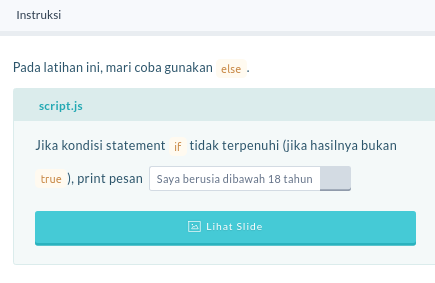 Instruksi
Pada latihan ini, mari coba gunakan else .
script.js
Jika kondisi statement if tidak terpenuhi (jika hasilnya bukan
true ), print pesan Saya berusia dibawah 18 tahun
Lihat Slide